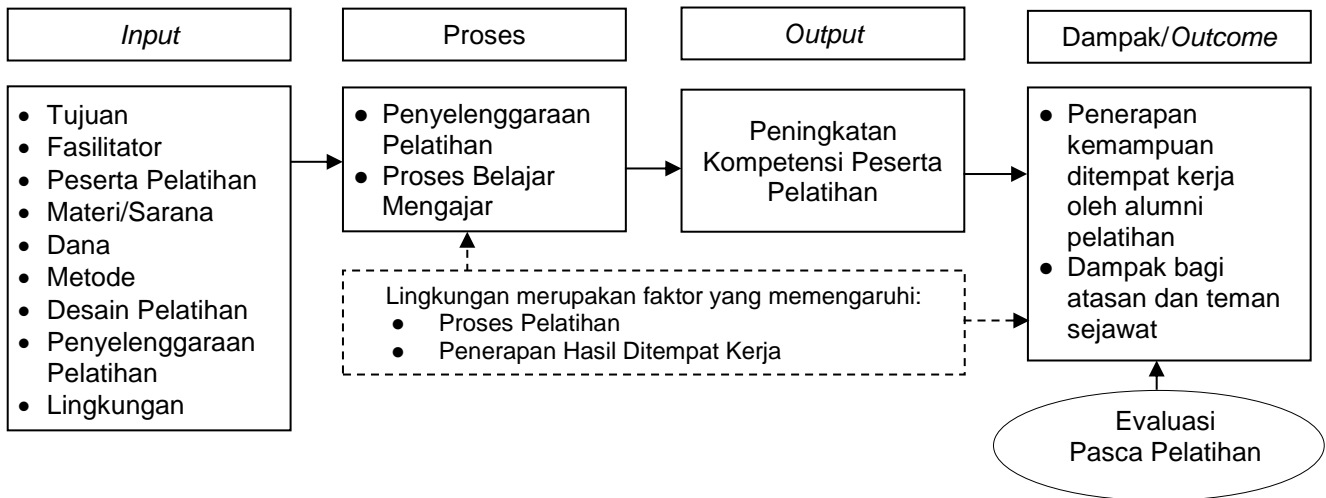 Input
Proses
Output
Dampak/Outcome
• Tujuan
• Fasilitator
• Peserta Pelatihan
• Materi/Sarana
• Dana
• Metode
• Desain Pelatihan
• Penyelenggaraan
Pelatihan
• Lingkungan
● Penyelenggaraan
Pelatihan
● Proses Belajar
Mengajar
Peningkatan
Kompetensi Peserta
Pelatihan
● Penerapan
kemampuan
ditempat kerja
oleh alumni
pelatihan
● Dampak bagi
atasan dan teman
sejawat
Lingkungan merupakan faktor yang memengaruhi:
● Proses Pelatihan
● Penerapan Hasil Ditempat Kerja
Evaluasi
Pasca Pelatihan